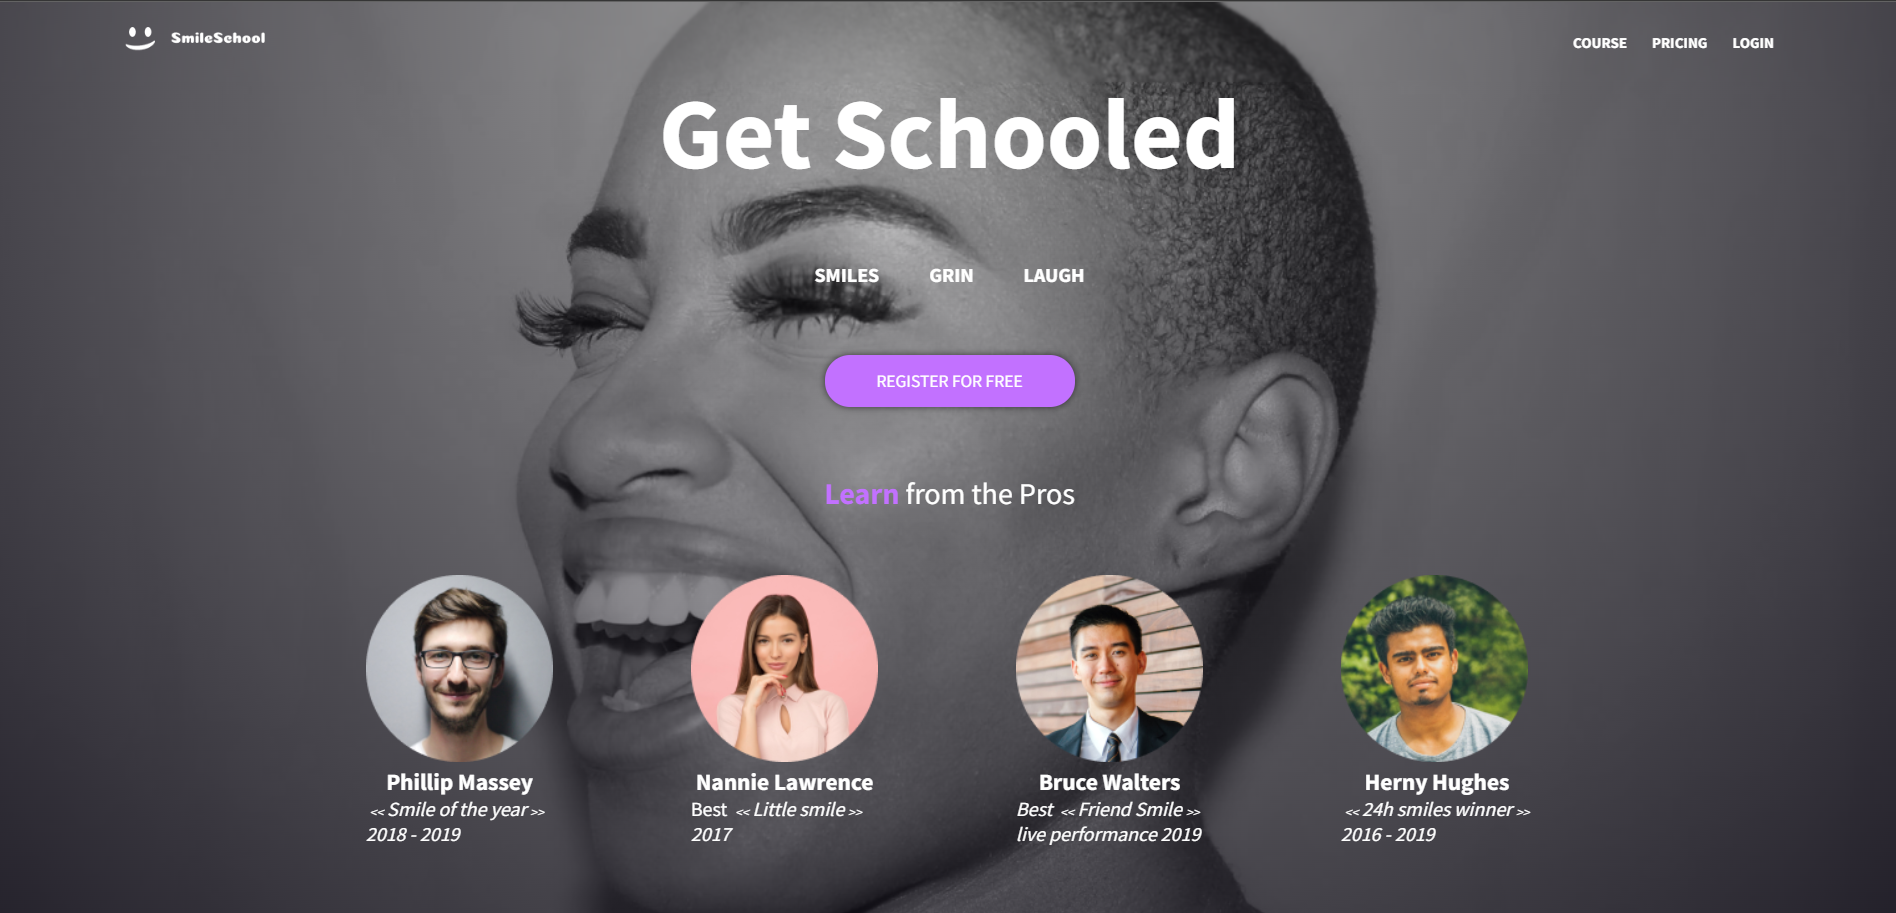 SmileSchool
COURSE PRICING LOGIN
Get Schooled
SMILES GRIN LAUGH
REGISTER FOR FREE
Learn from the Pros
Phillip Massey
<< Smile of the year >>
2018 - 2019
Nannie Lawrence
Best << Little smile >>
2017
Bruce Walters
Best << Friend Smile >>
live performance 2019
Herny Hughes
<< 24h smiles winner >>
2016 - 2019